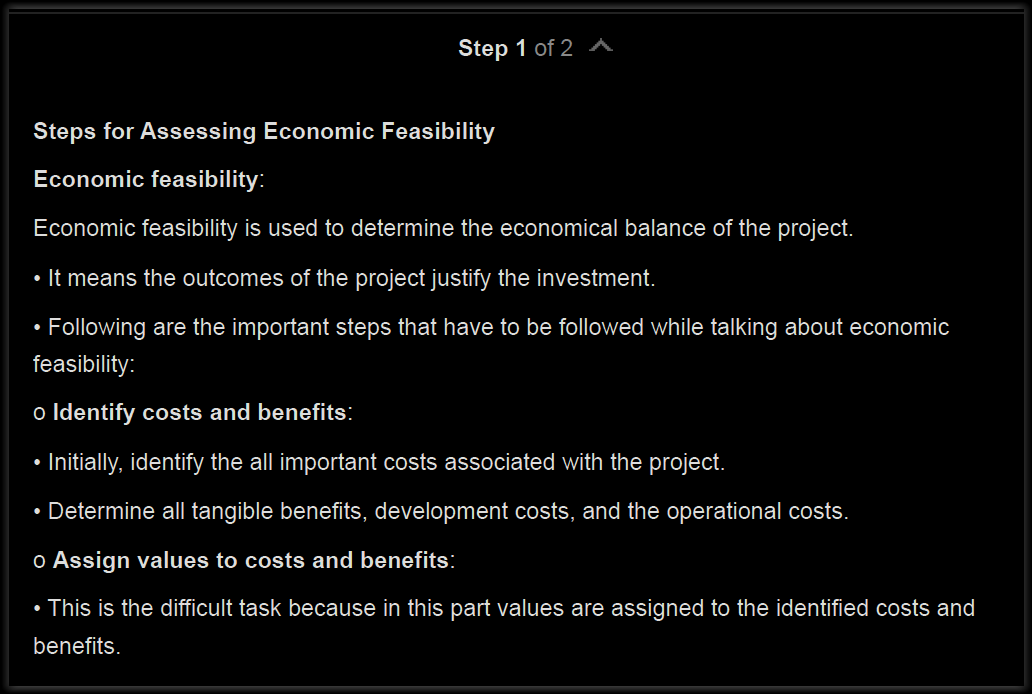 Step 1 of 2
Steps for Assessing Economic Feasibility
Economic feasibility:
Economic feasibility is used to determine the economical balance of the project.
• It means the outcomes of the project justify the investment.
• Following are the important steps that have to be followed while talking about economic
feasibility:
o Identify costs and benefits:
• Initially, identify the all important costs associated with the project.
• Determine all tangible benefits, development costs, and the operational costs.
o Assign values to costs and benefits:
• This is the difficult task because in this part values are assigned to the identified costs and
benefits.